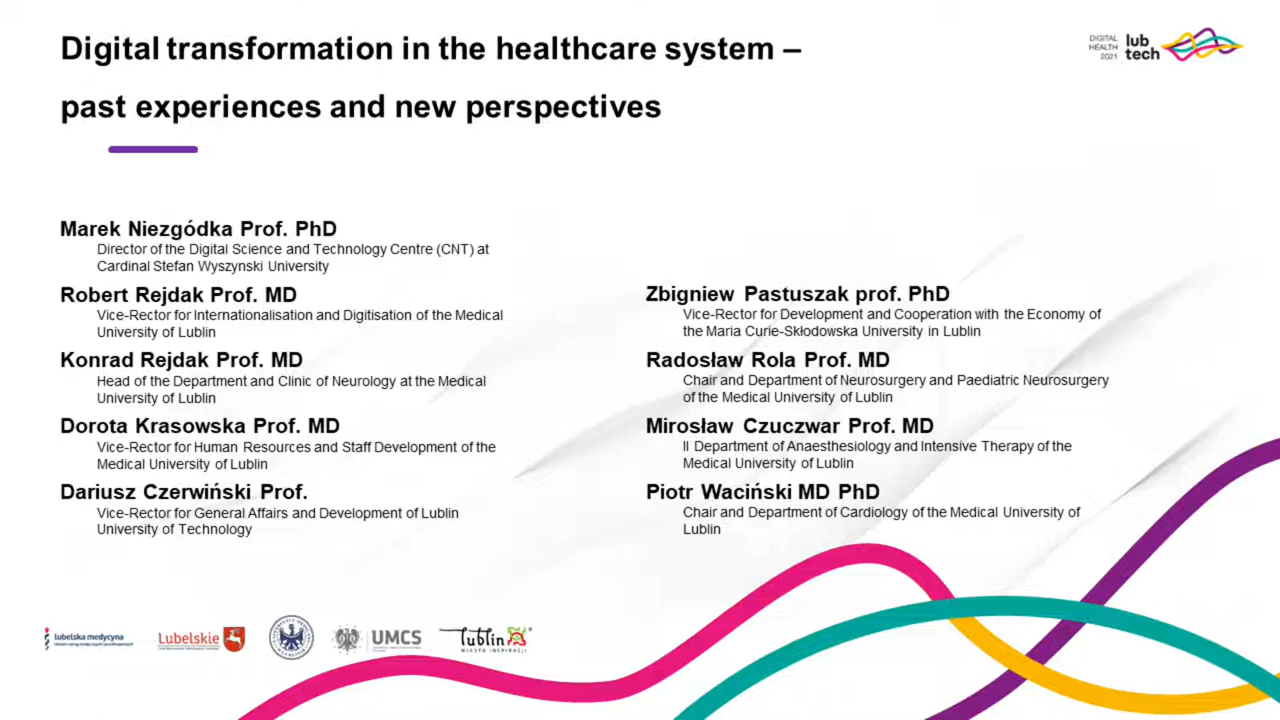 Digital transformation in the healthcare system –
past experiences and new perspectives
DIGITAL
HEALTH
2021
lub
tech
Marek Niezgódka Prof. PhD
Director of the Digital Science and Technology Centre (CNT) at
Cardinal Stefan Wyszynski University
Robert Rejdak Prof. MD
Vice-Rector for Internationalisation and Digitisation of the Medical
University of Lublin
Konrad Rejdak Prof. MD
Head of the Department and Clinic of Neurology at the Medical
University of Lublin
Dorota Krasowska Prof. MD
Vice-Rector for Human Resources and Staff Development of the
Medical University of Lublin
Dariusz Czerwiński Prof.
Vice-Rector for General Affairs and Development of Lublin
University of Technology
Zbigniew Pastuszak prof. PhD
Vice-Rector for Development and Cooperation with the Economy of
the Maria Curie-Skłodowska University in Lublin
Radosław Rola Prof. MD
Chair and Department of Neurosurgery and Paediatric Neurosurgery
of the Medical University of Lublin
Mirosław Czuczwar Prof. MD
II Department of Anaesthesiology and Intensive Therapy of the
Medical University of Lublin
Piotr Waciński MD PhD
Chair and Department of Cardiology of the Medical University of
Lublin
lubelska medycyna
Lubelskie
UMCS
Lublin
MIASTO INSPIRACJI